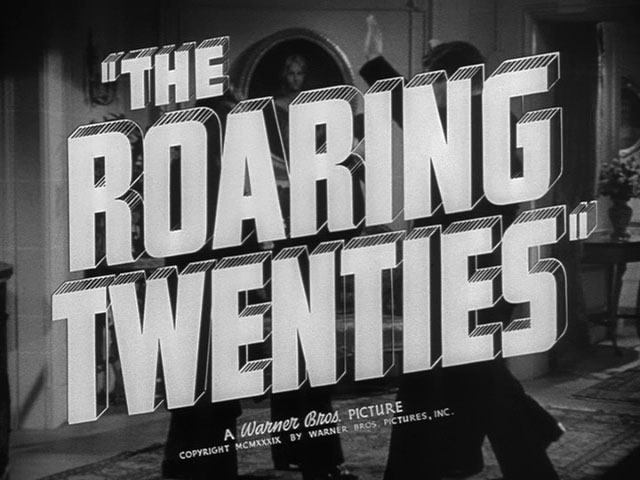 "THE
ROARING
TWENTIES"
A Warner Bros. PICTURE
COPYRIGHT MCMXXXIX BY WARNER BROS. PICTURES, INC.